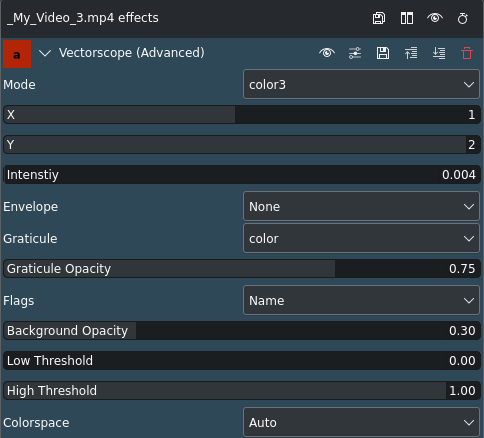 _My_Video_3.mp4 effects
a Vectorscope (Advanced)
Mode color3
X 1
Y 2
Intenstiy 0.004
Envelope None
Graticule color
Graticule Opacity 0.75
Flags Name
Background Opacity 0.30
Low Threshold 0.00
High Threshold 1.00
Colorspace Auto